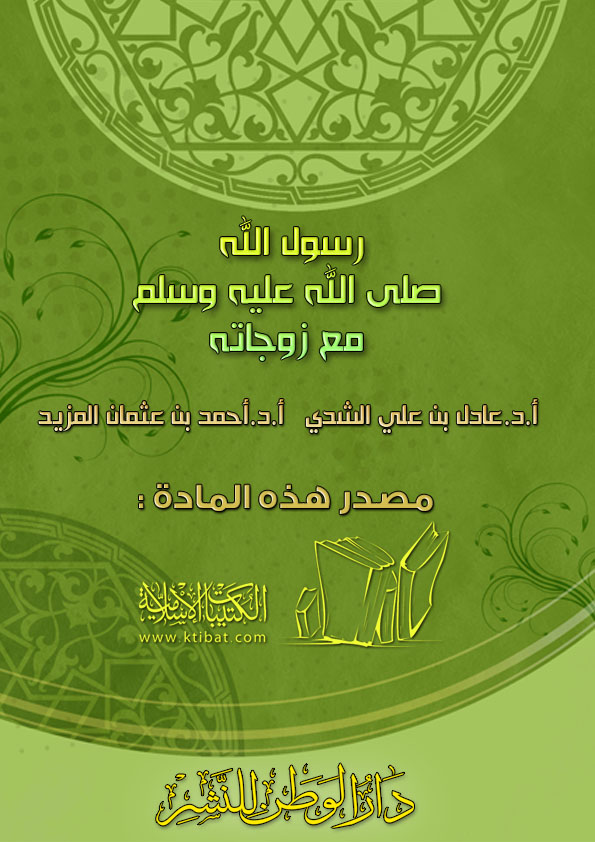 رسول الله
صلى الله عليه وسلم
مع زوجاته
أ.د.عادل بن علي الشدي أ.د.أحمد بن عثمان المزيد
مصدر هذه المادة :
الكتيبات الإسلامية
www.ktibat.com
دار الوطن للنشر